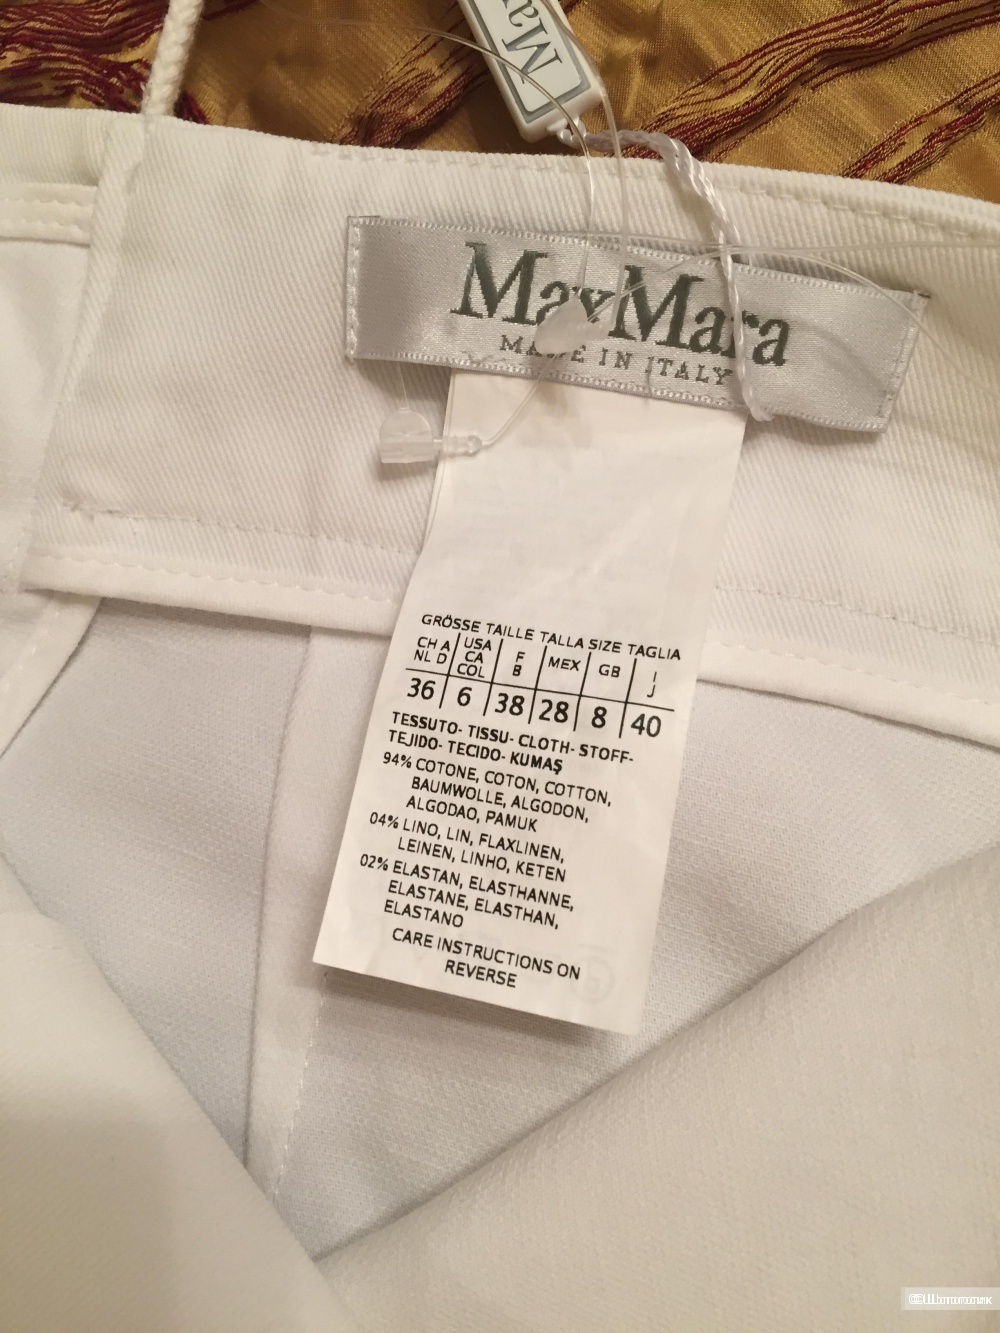 Mar
MaxMara
MADE IN ITALY
GRÖSSE TAILLE TALLA SIZE TAGLIA
CH A NL D USA CA COL F B MEX GB I J
36 6 38 28 8 40
TESSUTO- TISSU- CLOTH- STOFF-
TEJIDO- TECIDO- KUMAŞ
94% COTONE, COTON, COTTON,
BAUMWOLLE, ALGODON,
ALGODAO, PAMUK
04% LINO, LIN, FLAXLINEN,
LEINEN, LINHO, KETEN
02% ELASTAN, ELASTHANNE,
ELASTANE, ELASTHAN,
ELASTANO
CARE INSTRUCTIONS ON
REVERSE